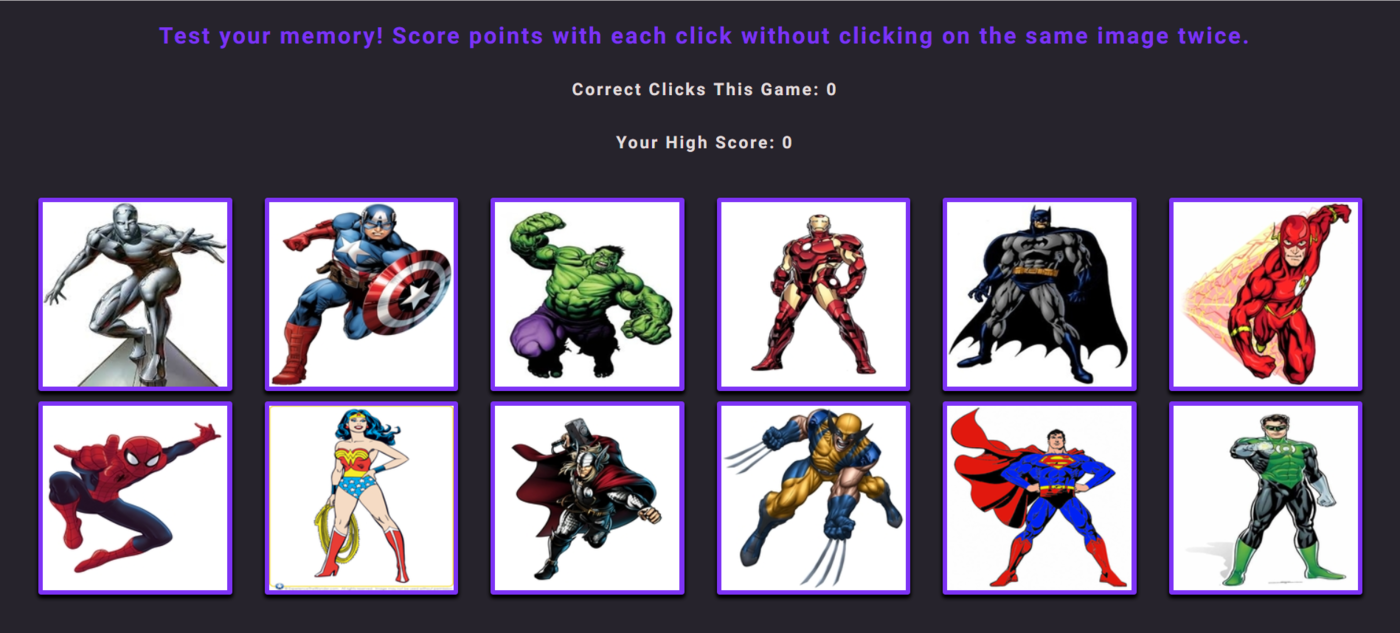 Test your memory! Score points with each click without clicking on the same image twice.
Correct Clicks This Game: 0
Your High Score: 0